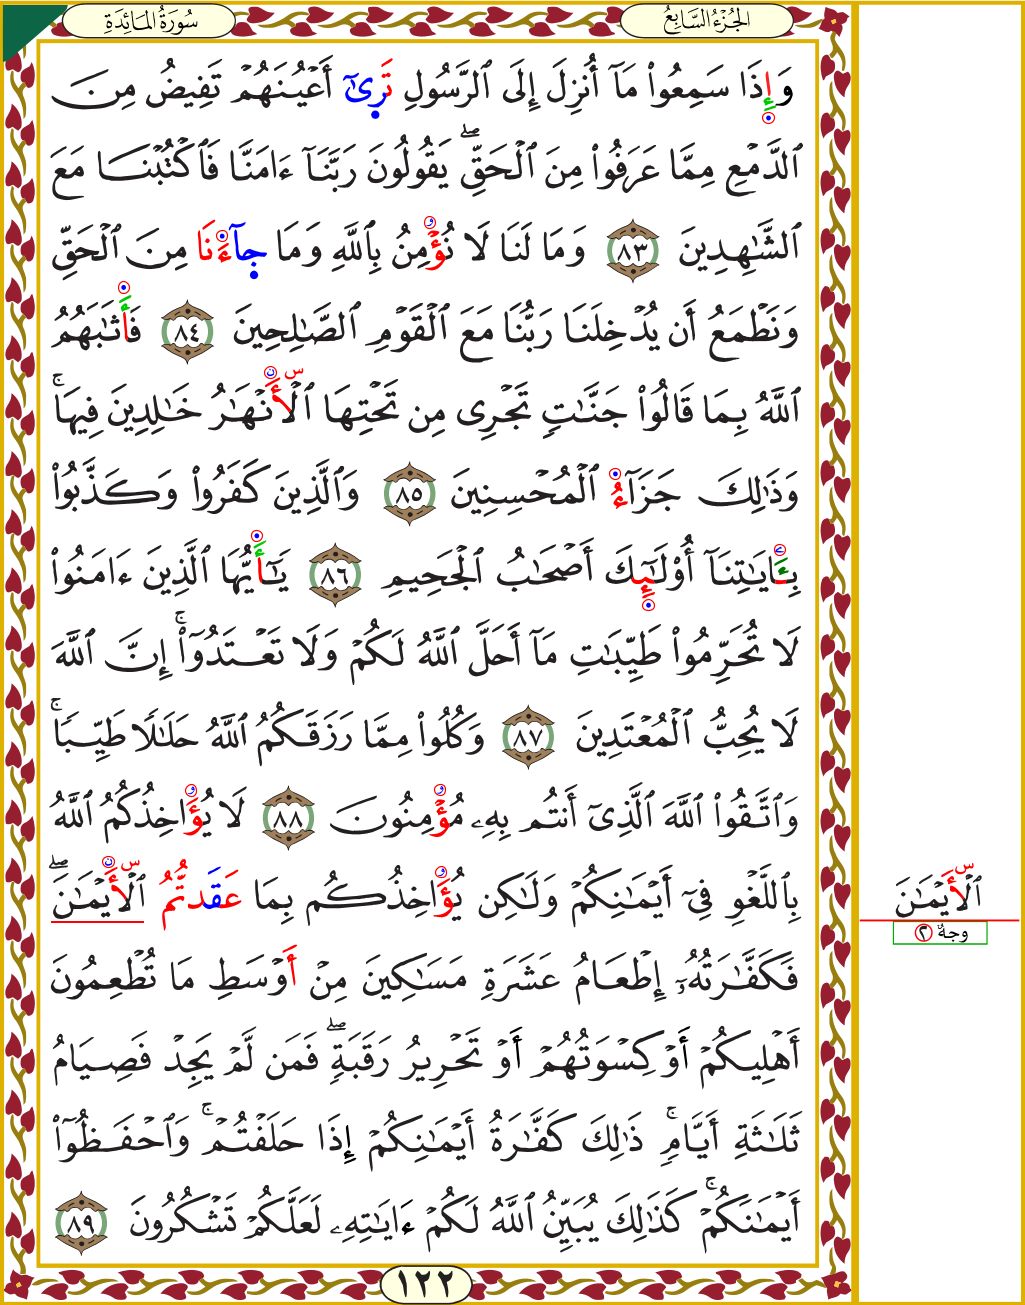 الجُزْءُ السَّابِعُ
سُورَةُ المَائِدَةِ
وَإِذَا سَمِعُواْ مَآ أُنزِلَ إِلَى ٱلرَّسُولِ تَرِىٰٓ أَعْيُنَهُمْ تَفِيضُ مِنَ
ٱلدَّمْعِ مِمَّا عَرَفُواْ مِنَ ٱلْحَقِّۖ يَقُولُونَ رَبَّنَآ ءَامَنَّا فَٱكْتُبْنَا مَعَ
ٱلشَّٰهِدِينَ ٨٣ وَمَا لَنَا لَا نُؤْمِنُ بِٱللَّهِ وَمَا جِآءَنَا مِنَ ٱلْحَقِّ
وَنَطْمَعُ أَن يُدْخِلَنَا رَبُّنَا مَعَ ٱلْقَوْمِ ٱلصَّٰلِحِينَ ٨٤ فَأَثَٰبَهُمُ
ٱللَّهُ بِمَا قَالُواْ جَنَّٰتٍ تَجْرِى مِن تَحْتِهَا ٱلْأَنْهَٰرُ خَٰلِدِينَ فِيهَاۚ
وَذَٰلِكَ جَزَآءُ ٱلْمُحْسِنِينَ ٨٥ وَٱلَّذِينَ كَفَرُواْ وَكَذَّبُواْ
بِـَٔايَٰتِنَآ أُوْلَٰٓئِكَ أَصْحَٰبُ ٱلْجَحِيمِ ٨٦ يَٰٓأَيُّهَا ٱلَّذِينَ ءَامَنُواْ
لَا تُحَرِّمُواْ طَيِّبَٰتِ مَآ أَحَلَّ ٱللَّهُ لَكُمْ وَلَا تَعْتَدُوٓاْۚ إِنَّ ٱللَّهَ
لَا يُحِبُّ ٱلْمُعْتَدِينَ ٨٧ وَكُلُواْ مِمَّا رَزَقَكُمُ ٱللَّهُ حَلَٰلًا طَيِّبًاۚ
وَٱتَّقُواْ ٱللَّهَ ٱلَّذِىٓ أَنتُم بِهِۦ مُؤْمِنُونَ ٨٨ لَا يُؤَاخِذُكُمُ ٱللَّهُ
بِٱللَّغْوِ فِىٓ أَيْمَٰنِكُمْ وَلَٰكِن يُؤَاخِذُكُم بِمَا عَقَدتُّمُ ٱلْأَيْمَٰنَۖ
فَكَفَّٰرَتُهُۥٓ إِطْعَامُ عَشَرَةِ مَسَٰكِينَ مِنْ أَوْسَطِ مَا تُطْعِمُونَ
أَهْلِيكُمْ أَوْ كِسْوَتُهُمْ أَوْ تَحْرِيرُ رَقَبَةٍۖ فَمَن لَّمْ يَجِدْ فَصِيَامُ
ثَلَٰثَةِ أَيَّامٍۚ ذَٰلِكَ كَفَّٰرَةُ أَيْمَٰنِكُمْ إِذَا حَلَفْتُمْۚ وَٱحْفَظُوٓاْ
أَيْمَٰنَكُمْۚ كَذَٰلِكَ يُبَيِّنُ ٱللَّهُ لَكُمْ ءَايَٰتِهِۦ لَعَلَّكُمْ تَشْكُرُونَ ٨٩
١٢٢
ٱلْأَيْمَٰنَ
وجهٌ ٢